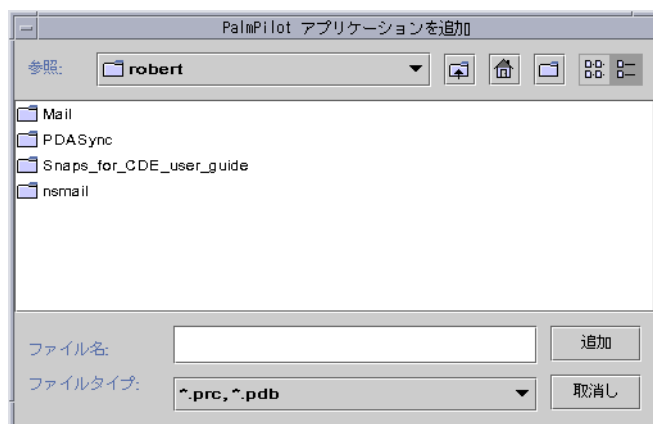 PalmPilot アプリケーションを追加
参照: robert
Mail
PDASync
Snaps_for_CDE_user_guide
nsmail
ファイル名: 追加
ファイルタイプ: *.prc, *.pdb 取消し